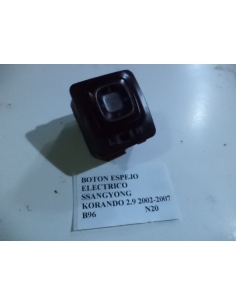 BOTON ESPEJO
ELECTRICO
SSANGYONG
KORANDO 2.9 2002-2007
B96 N20